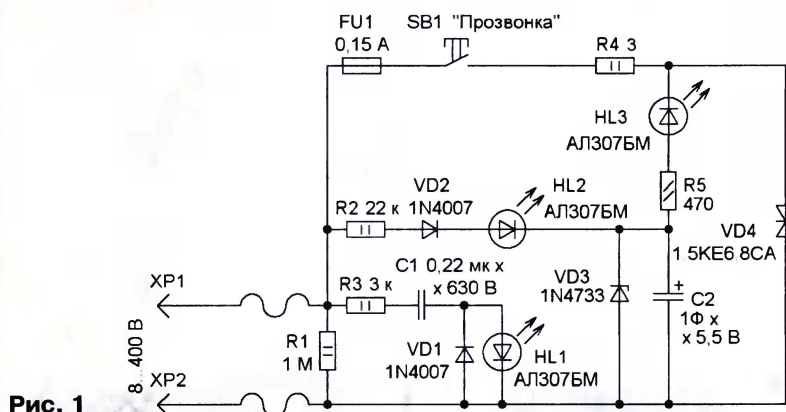 FU1
0,15 А
SB1 "Прозвонка"
R4 3
HL3
АЛ307БМ
R5
470
VD4
1 5KE6 8CA
VD2
1N4007
HL2
АЛ307БМ
R2 22 к
C1 0,22 мк х
х 630 В
R3 3 к
VD3
1N4733
+
C2
1Ф х
х 5,5 В
XP1
R1
1 М
VD1
1N4007
HL1
АЛ307БМ
8...400 В
XP2
Рис. 1